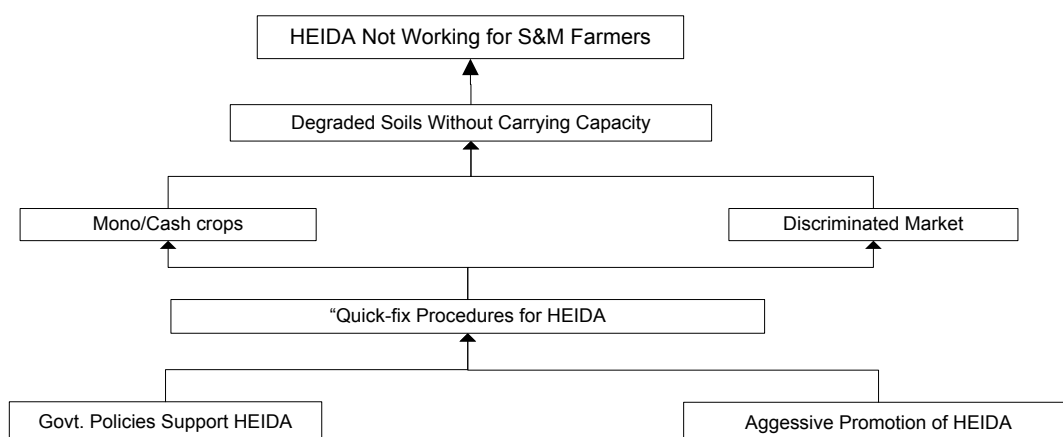 HEIDA Not Working for S&M Farmers
Degraded Soils Without Carrying Capacity
Mono/Cash crops
Discriminated Market
“Quick-fix Procedures for HEIDA
Govt. Policies Support HEIDA
Aggessive Promotion of HEIDA